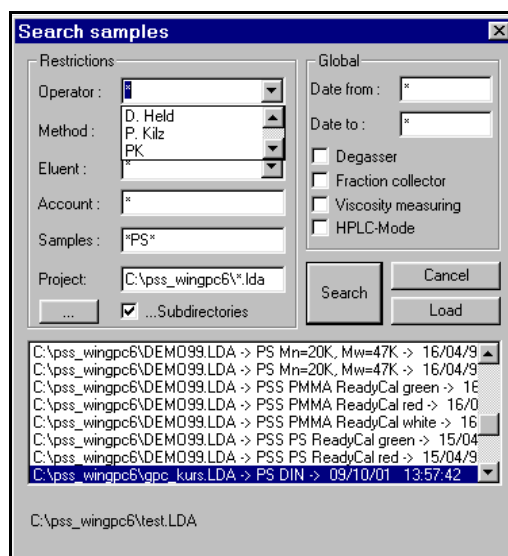 Search samples
Restrictions
Operator : *
D. Held
P. Kilz
PK
Method :
Eluent : *
Account : *
Samples : *PS*
Project: C:\pss_wingpc6\*.lda
... ...Subdirectories
Global
Date from : *
Date to : *
Degasser
Fraction collector
Viscosity measuring
HPLC-Mode
Search
Cancel
Load
C:\pss_wingpc6\DEMO99.LDA -> PS Mn=20K, Mw=47K -> 16/04/9
C:\pss_wingpc6\DEMO99.LDA -> PS Mn=20K, Mw=47K -> 16/04/9
C:\pss_wingpc6\DEMO99.LDA -> PSS PMMA ReadyCal green -> 16
C:\pss_wingpc6\DEMO99.LDA -> PSS PMMA ReadyCal red -> 16/0
C:\pss_wingpc6\DEMO99.LDA -> PSS PMMA ReadyCal white -> 16
C:\pss_wingpc6\DEMO99.LDA -> PSS PS ReadyCal green -> 15/04
C:\pss_wingpc6\DEMO99.LDA -> PSS PS ReadyCal red -> 15/04/9
C:\pss_wingpc6\gpc_kurs.LDA -> PS DIN -> 09/10/01 13:57:42
C:\pss_wingpc6\test.LDA